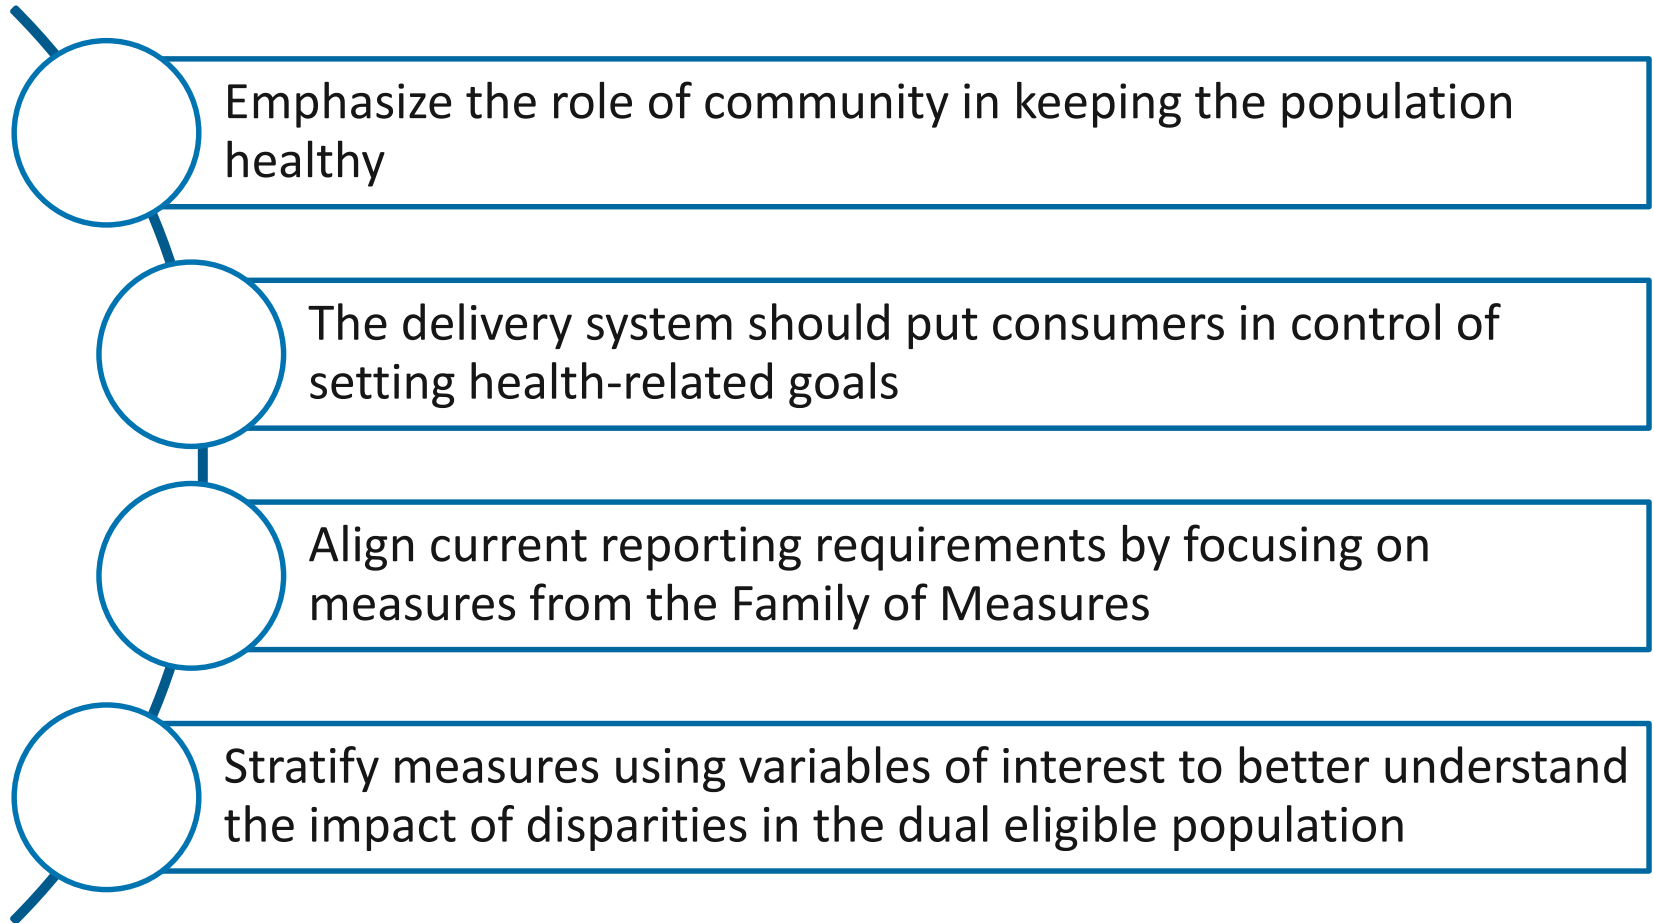 Emphasize the role of community in keeping the population
healthy
The delivery system should put consumers in control of
setting health-related goals
Align current reporting requirements by focusing on
measures from the Family of Measures
Stratify measures using variables of interest to better understand
the impact of disparities in the dual eligible population